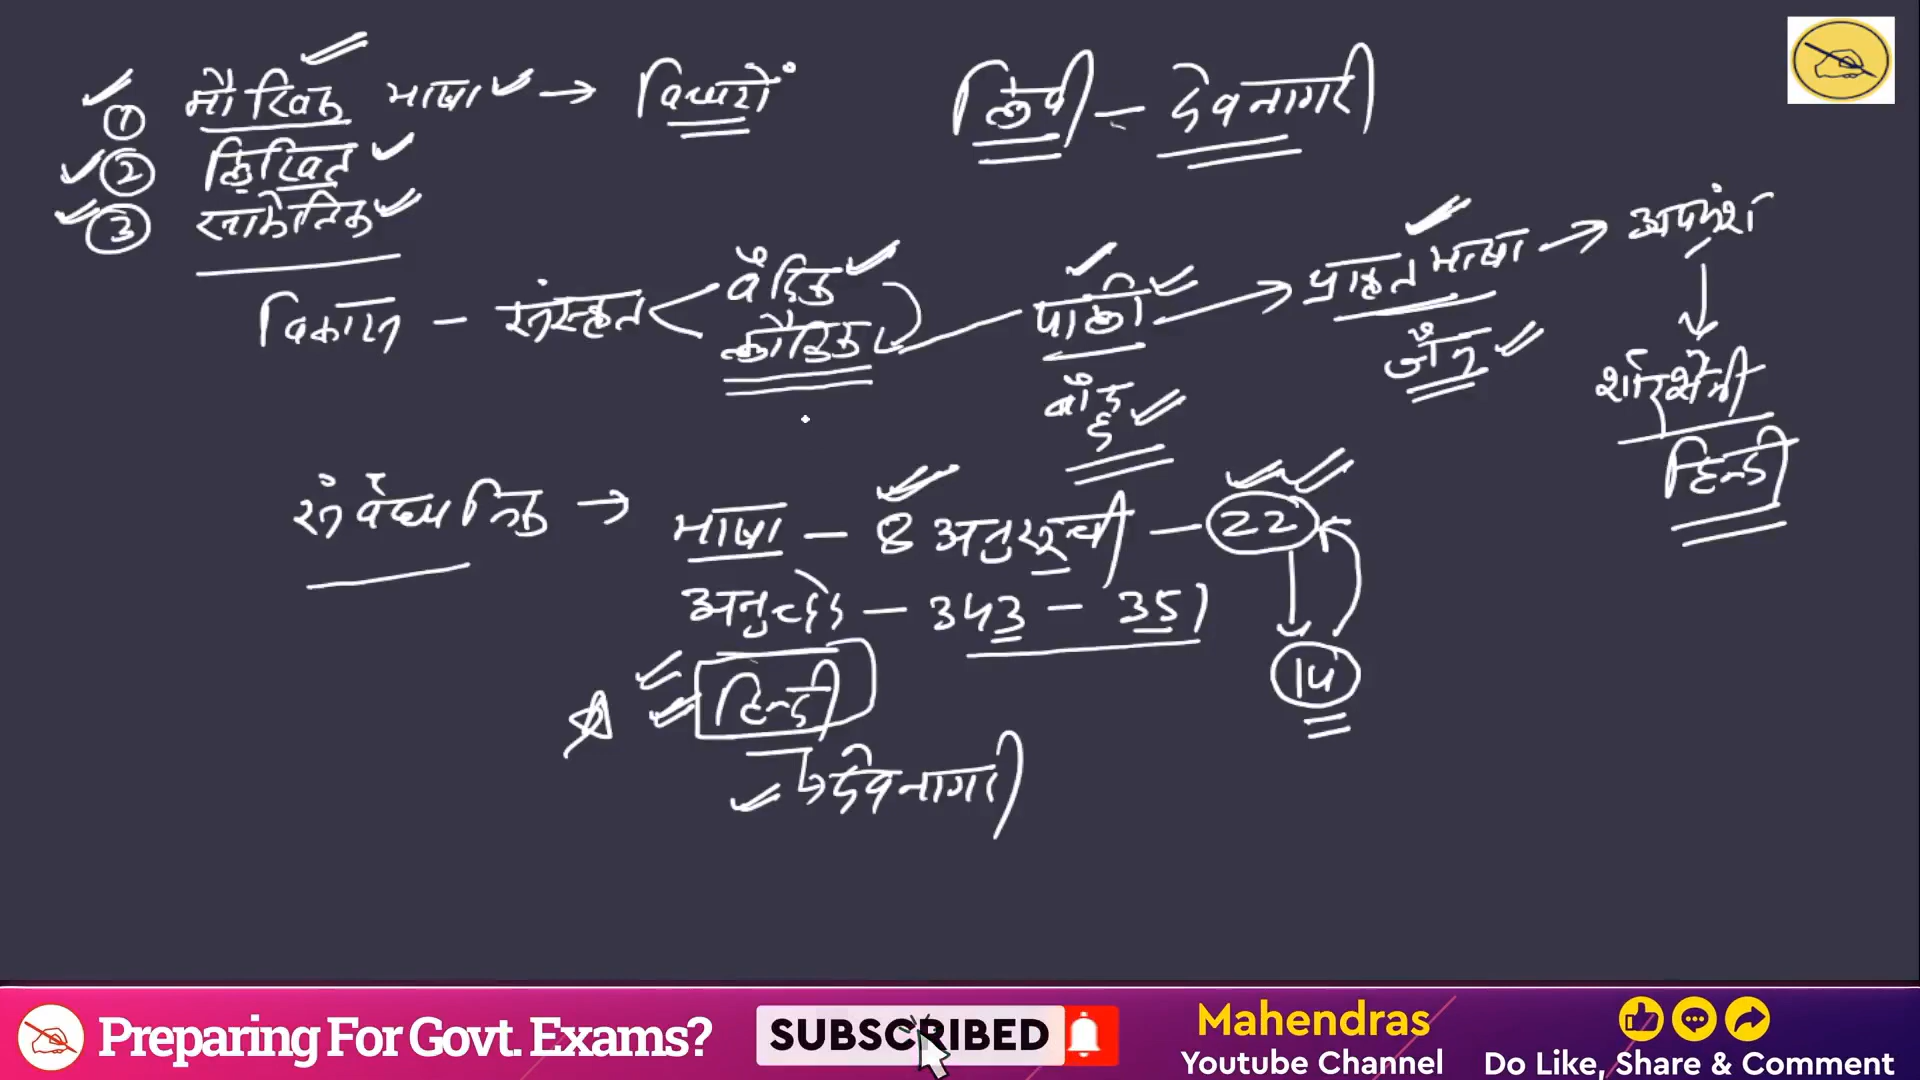 ① मौखिक भाषा → विचारों
लिपी - देवनागरी
② लिखित
③ सांकेतिक
विकास - संस्कृत < वैदिक लौकिक → पाली → प्राकृत भाषा → अपभ्रंश
बौद्ध
जैन
शौरशेनी
हिन्दी
संवैधानिक → भाषा - 8 अनुसूची - 22
अनुच्छेद - 343 - 351
14
हिन्दी
↳ देवनागरी
Preparing For Govt. Exams?
SUBSCRIBED
Mahendras
Youtube Channel
Do Like, Share & Comment